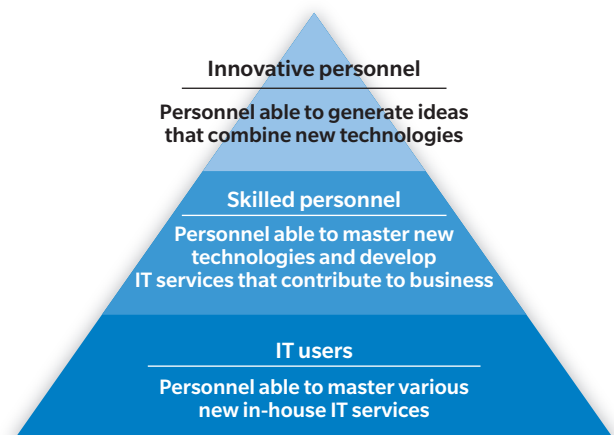 Innovative personnel
Personnel able to generate ideas
that combine new technologies
Skilled personnel
Personnel able to master new
technologies and develop
IT services that contribute to business
IT users
Personnel able to master various
new in-house IT services